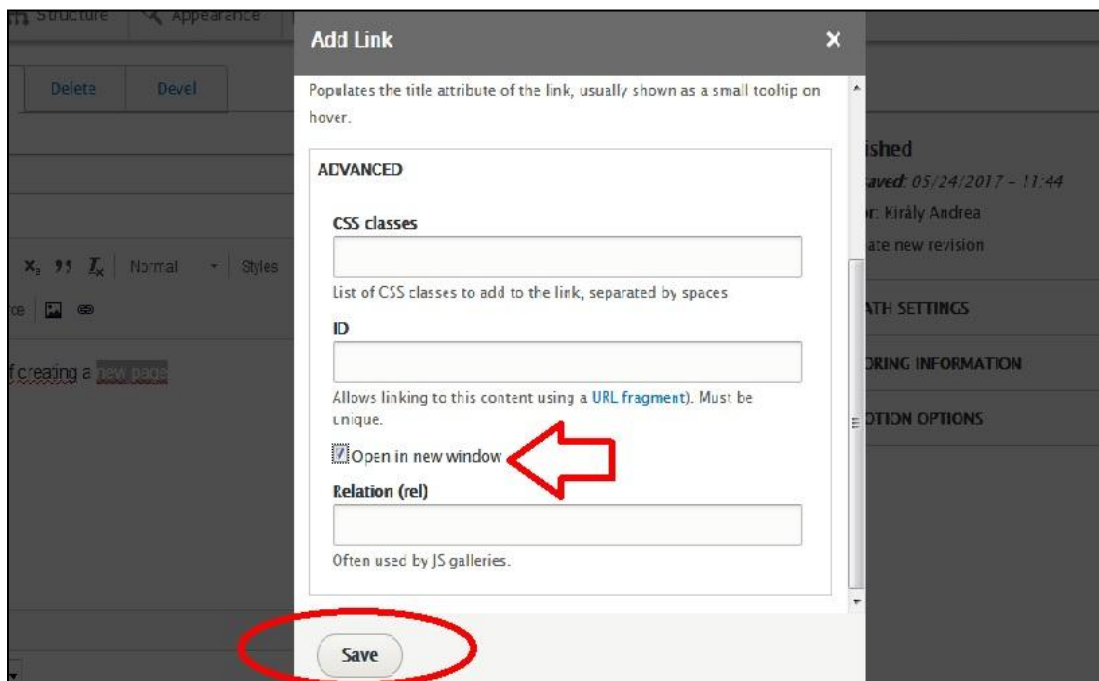 Structure Appearance
Add Link ×
Delete Devel
Populates the title attribute of the link, usually shown as a small tooltip on
hover.
ADVANCED
CSS classes
List of CSS classes to add to the link, separated by spaces
ID
Allows linking to this content using a URL fragment). Must be
unique.
Open in new window
Relation (rel)
Often used by JS galleries.
Save
Normal Styles
f creating a new page
ished
aved: 05/24/2017 - 11:44
r: Király Andrea
ate new revision
ATH SETTINGS
ORING INFORMATION
OTION OPTIONS